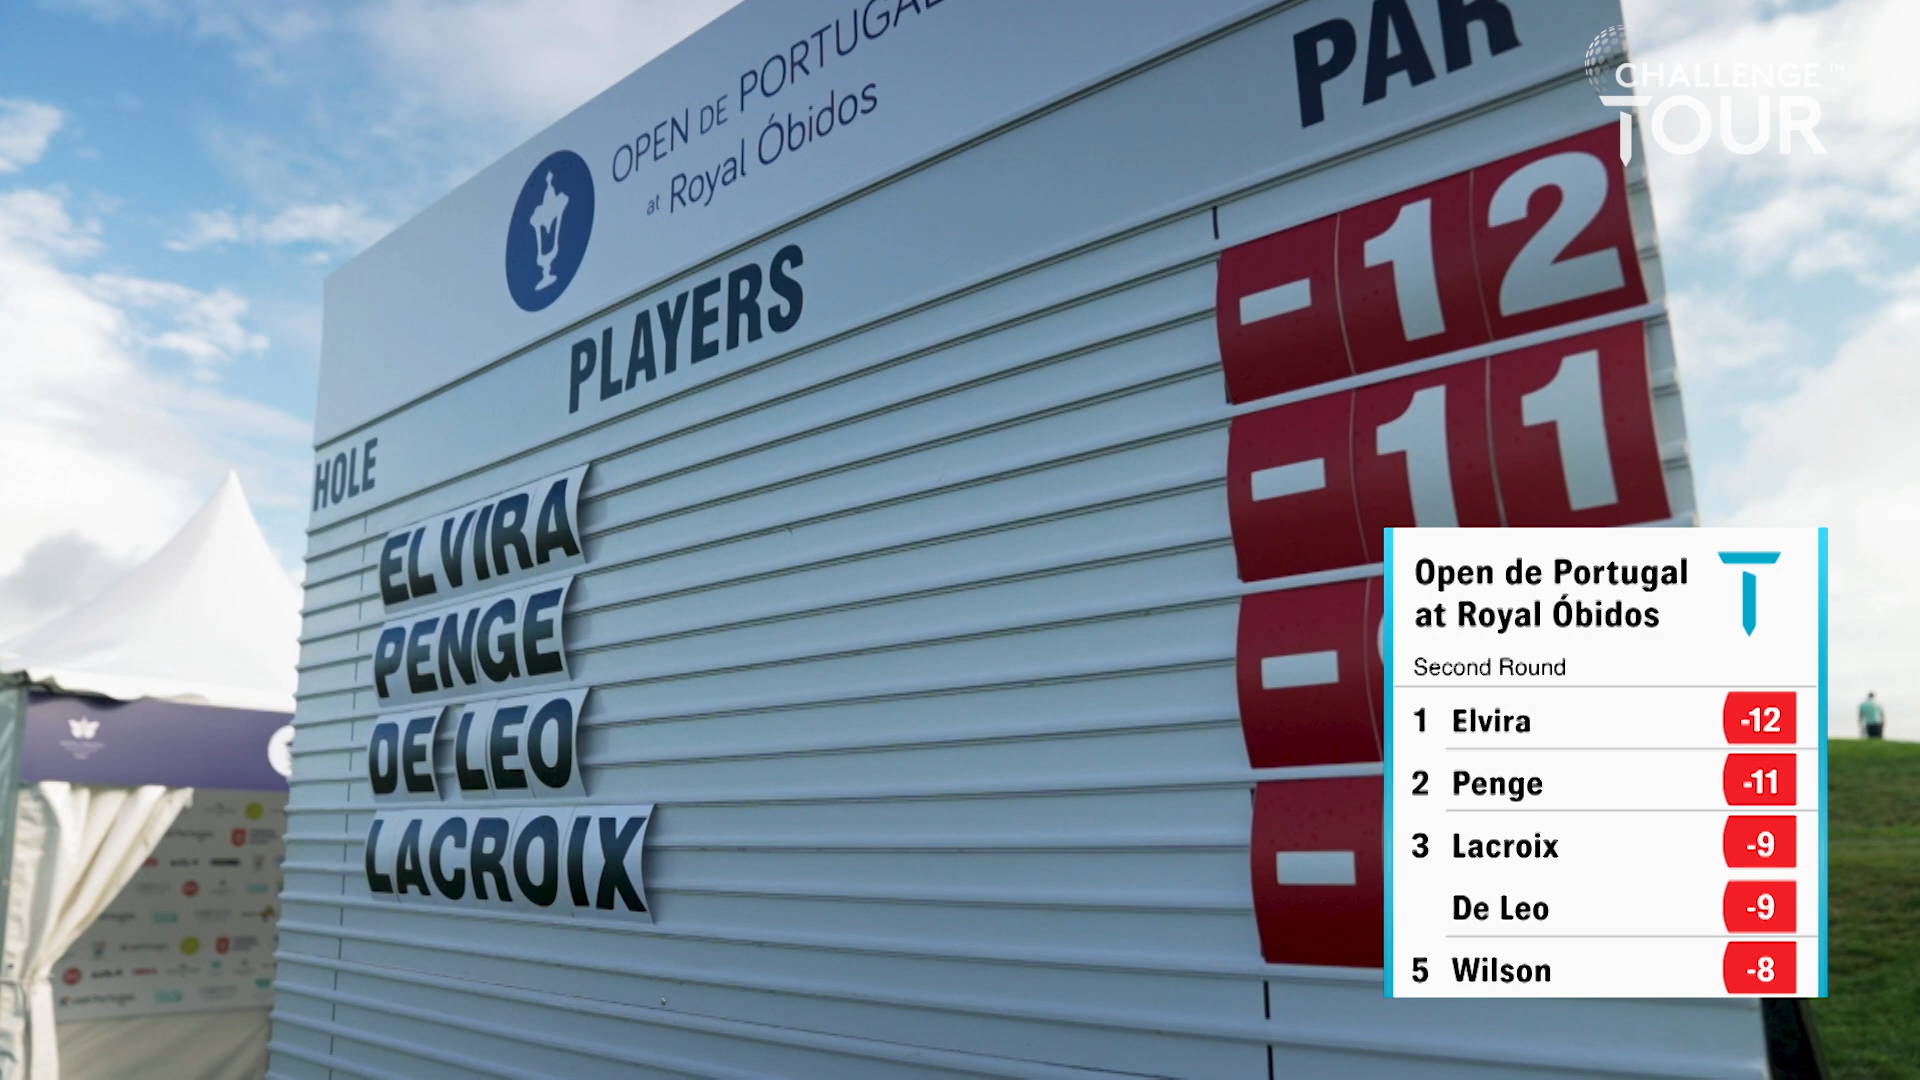 OPEN DE PORTUGAL
at Royal Óbidos
PAR
PLAYERS
HOLE
-12
-11
-
-
ELVIRA
PENGE
DE LEO
LACROIX
CHALLENGE™
TOUR
Open de Portugal
at Royal Óbidos
Second Round
1 Elvira -12
2 Penge -11
3 Lacroix -9
De Leo -9
5 Wilson -8